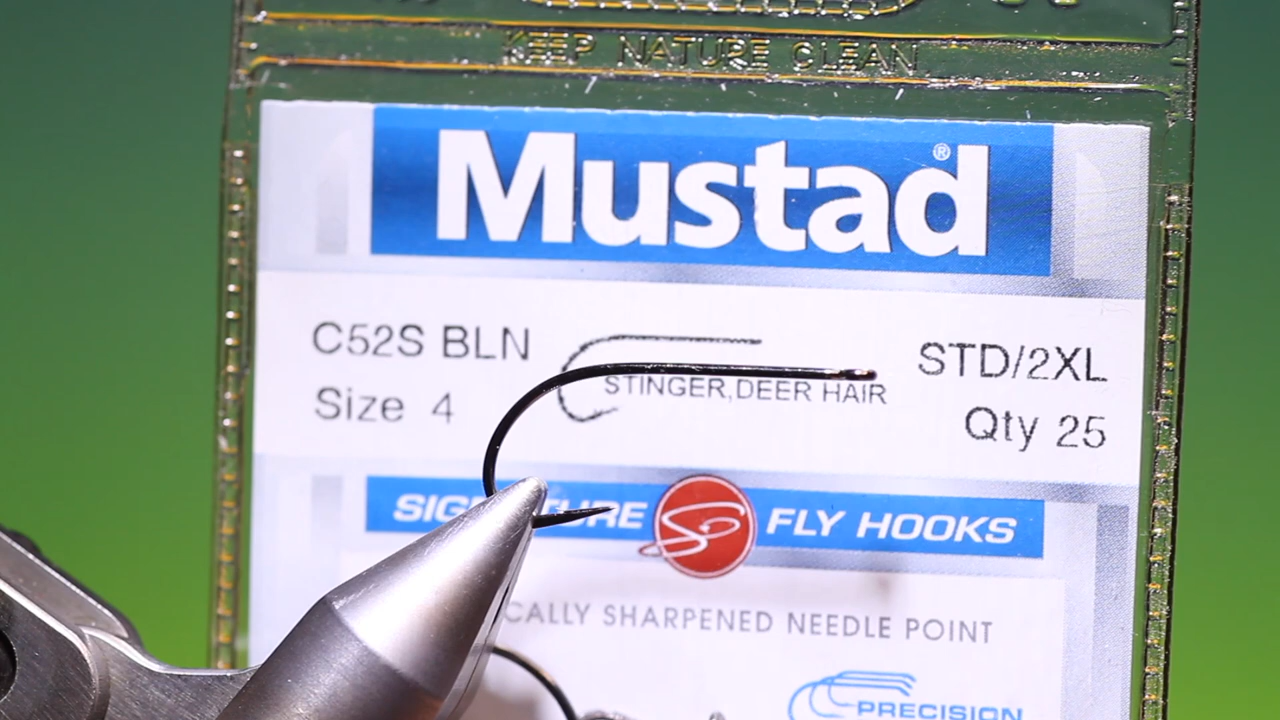 KEEP NATURE CLEAN
Mustad®
C52S BLN
STD/2XL
STINGER,DEER HAIR
Size 4
Qty 25
FLY HOOKS
SHARPENED NEEDLE POINT
PRECISION